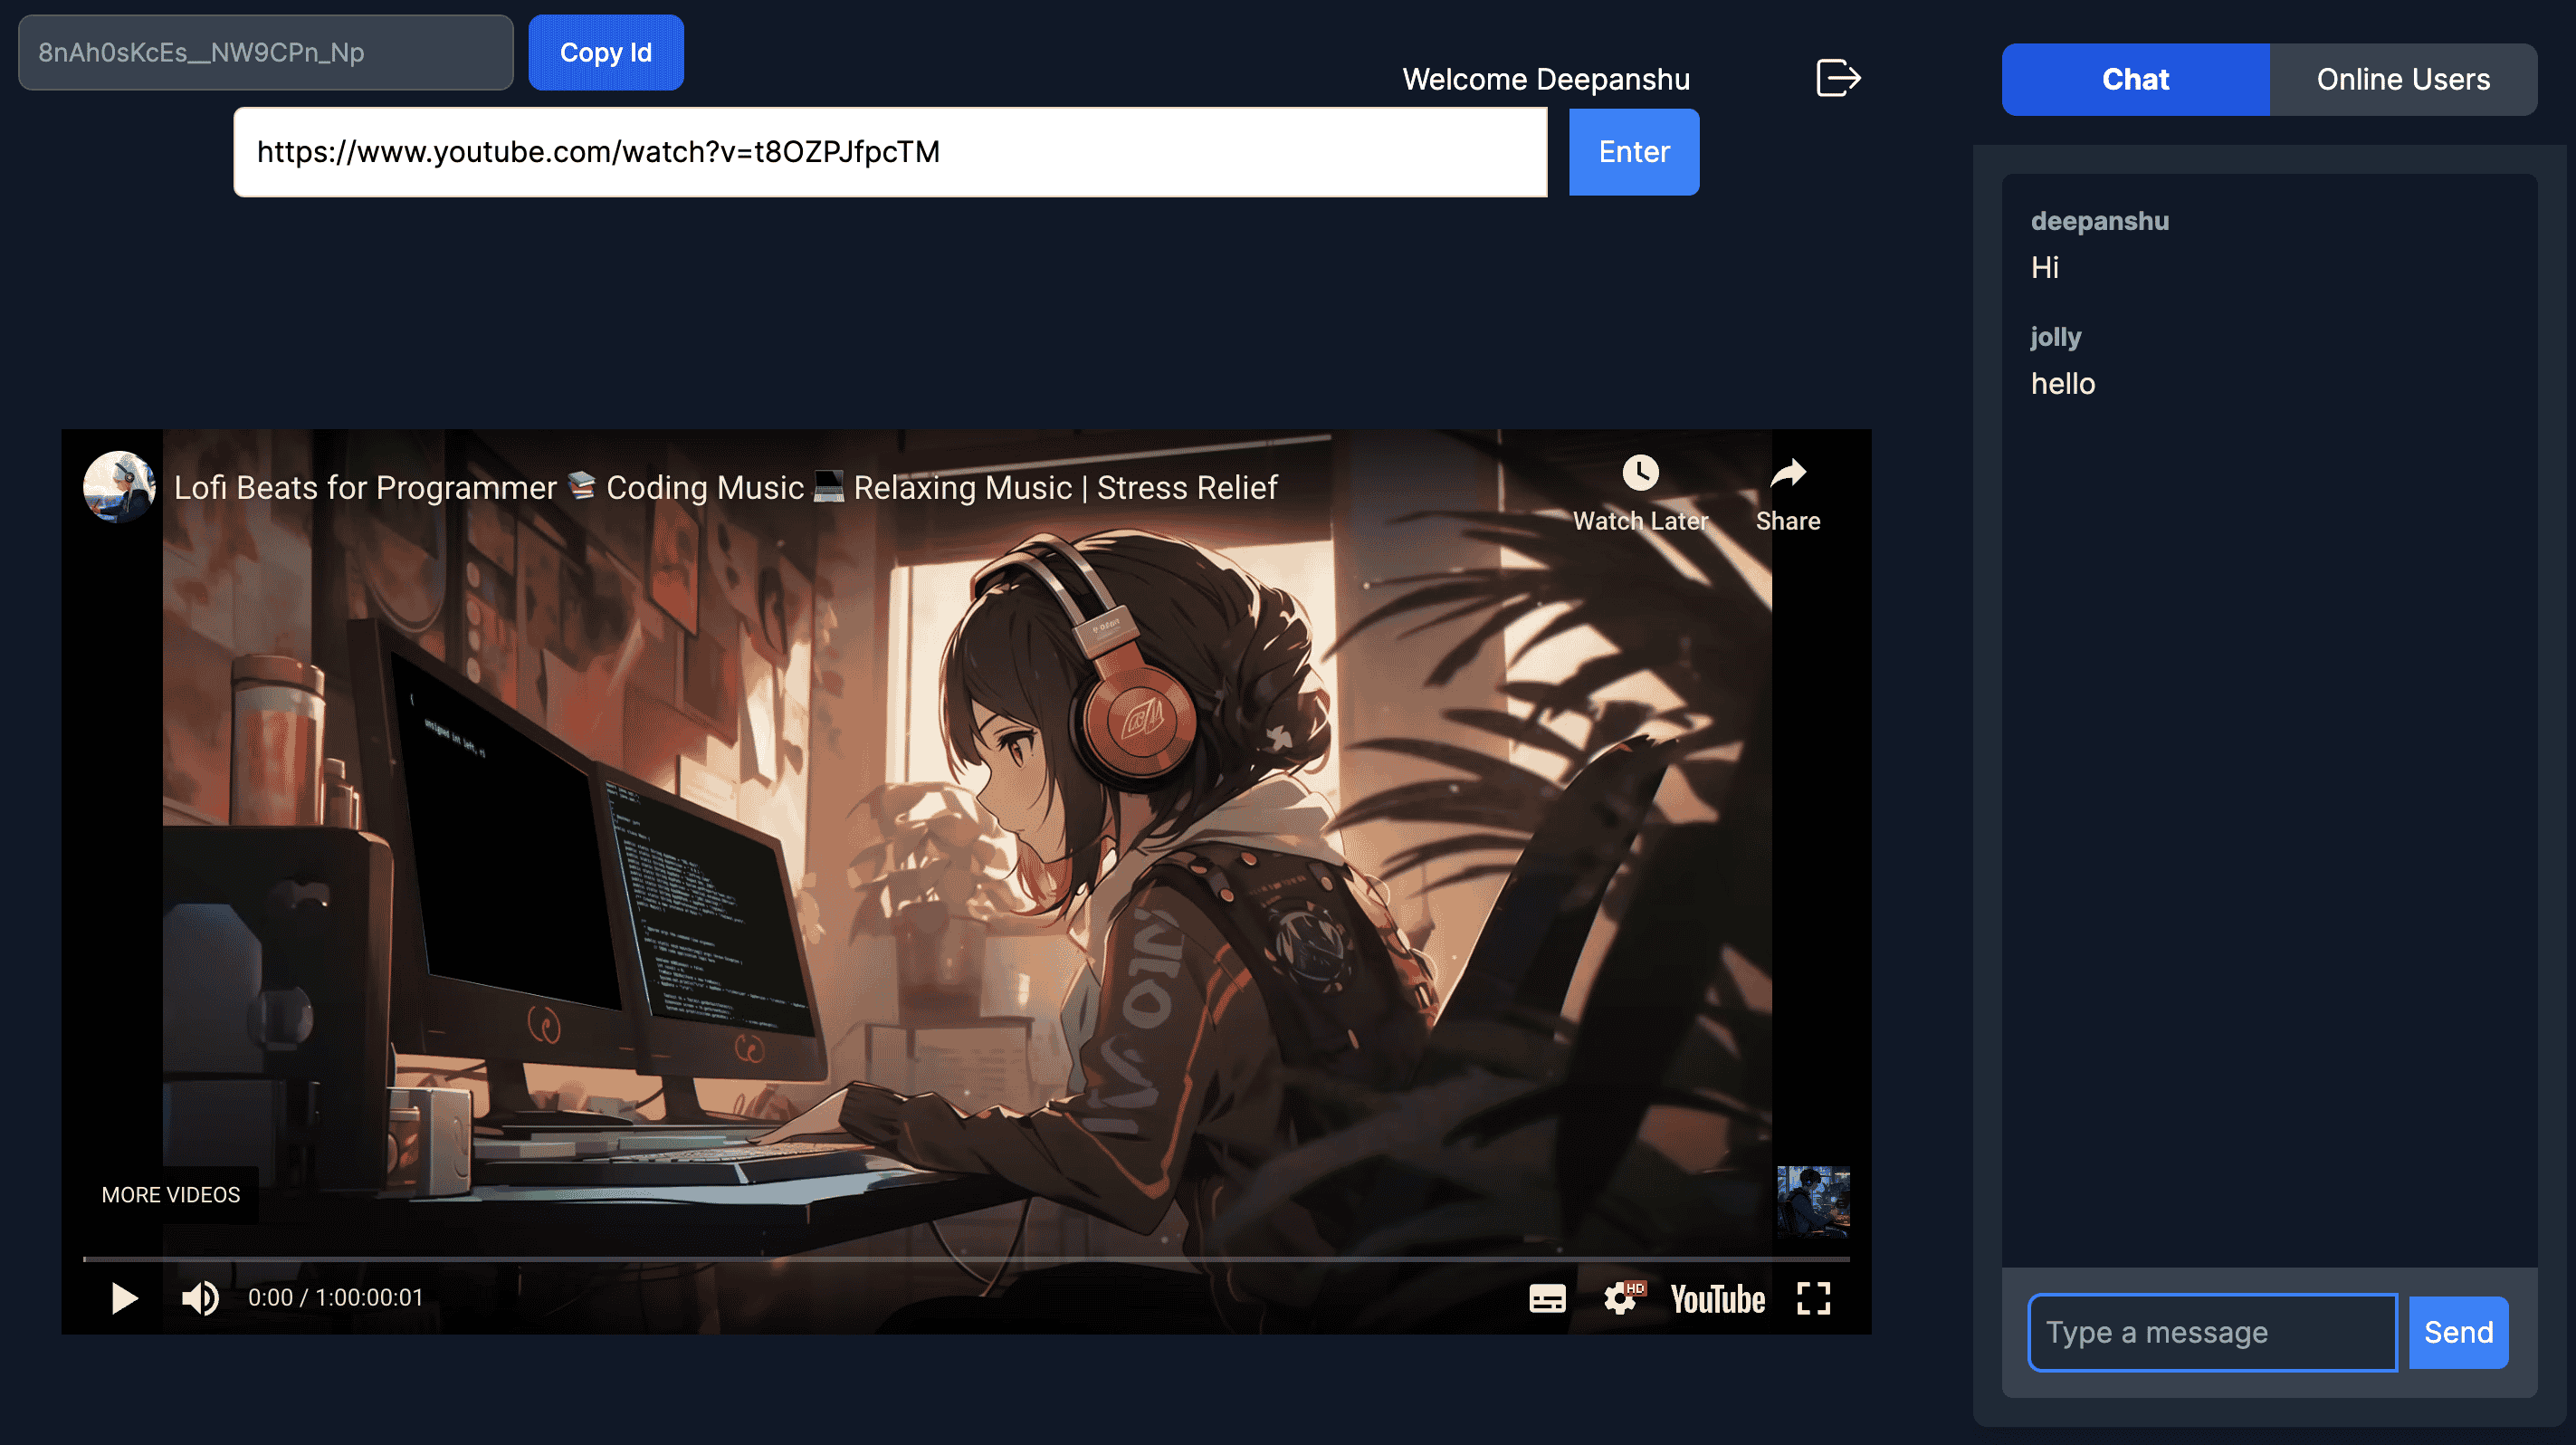 8nAh0sKcEs__NW9CPn_Np
Copy Id
Welcome Deepanshu
https://www.youtube.com/watch?v=t8OZPJfpcTM
Enter
Lofi Beats for Programmer 📚 Coding Music 💻 Relaxing Music | Stress Relief
Watch Later
Share
MORE VIDEOS
0:00 / 1:00:00:01
HD
YouTube
Chat
Online Users
deepanshu
Hi
jolly
hello
Type a message
Send